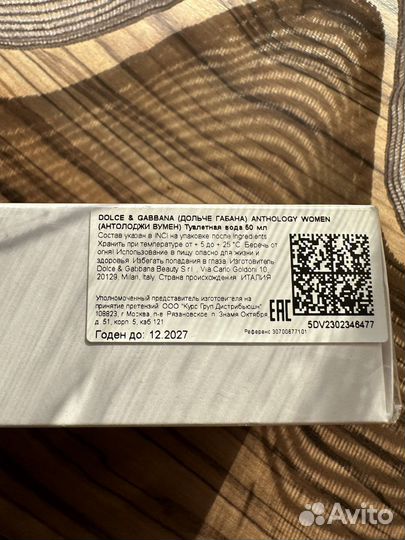 DOLCE & GABBANA (ДОЛЬЧЕ ГАБАНА) ANTHOLOGY WOMEN
(АНТОЛОДЖИ ВУМЕН) Туалетная вода 50 мл
Состав указан в INCI на упаковке после Ingredients
Хранить при температуре от + 5 до + 25 °C. Беречь от
огня! Использование в пищу опасно для жизни и
здоровья. Избегать попадания в глаза. Изготовитель:
Dolce & Gabbana Beauty S.r.l., Via Carlo Goldoni 10,
20129, Milan, Italy, Страна происхождения: ИТАЛИЯ
Уполномоченный представитель изготовителя на
принятие претензий: ООО "Курс Груп Дистрибьюшн"
108823, г Москва, п-е Рязановское, п. Знамя Октября,
д. 51, корп 5, каб 121
Годен до: 12.2027
EAC
5DV2302346477
Референс 30700877101
Avito